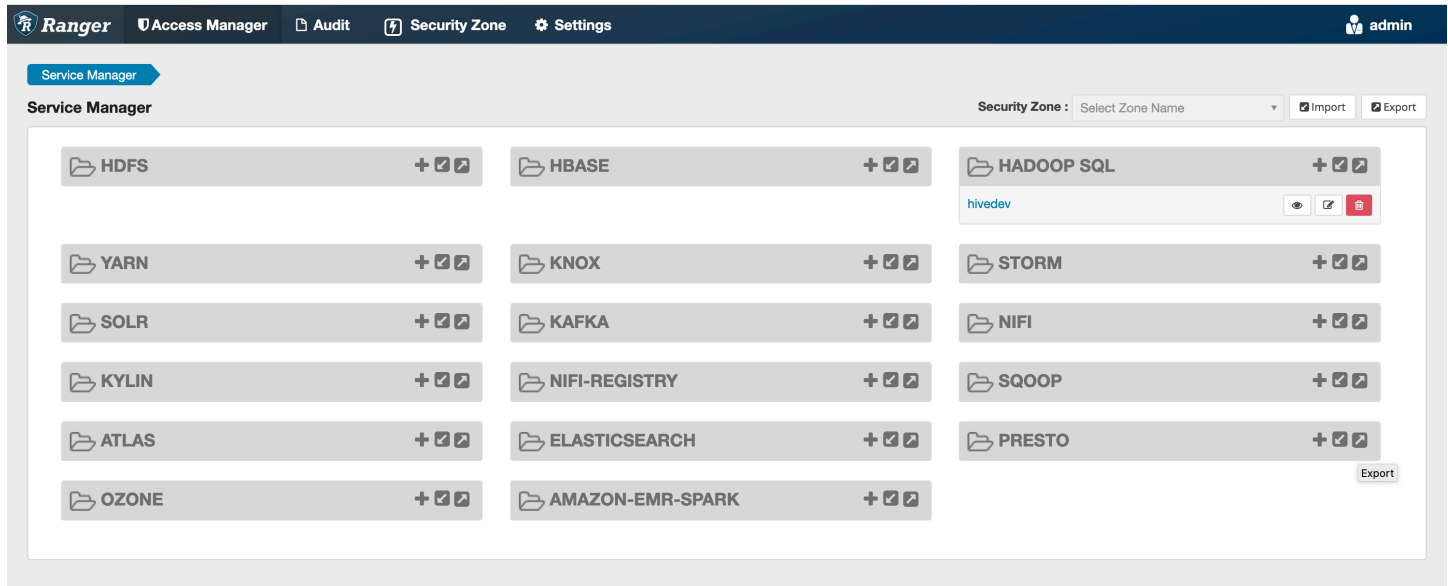 Ranger Access Manager Audit Security Zone Settings admin
Service Manager
Service Manager Security Zone : Select Zone Name Import Export
HDFS HBASE HADOOP SQL
hivedev
YARN KNOX STORM
SOLR KAFKA NIFI
KYLIN NIFI-REGISTRY SQOOP
ATLAS ELASTICSEARCH PRESTO
Export
OZONE AMAZON-EMR-SPARK